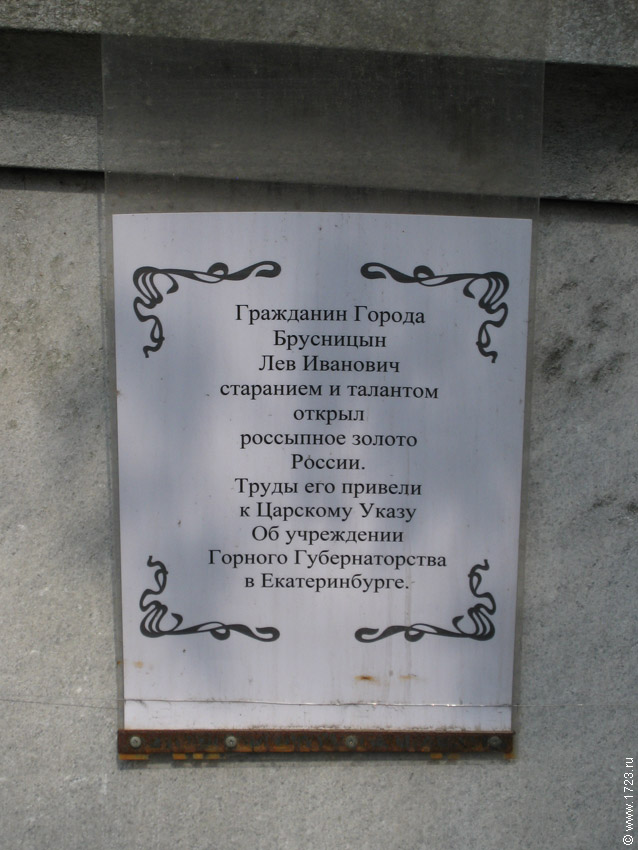 Гражданин Города
Брусницын
Лев Иванович
старанием и талантом
открыл
россыпное золото
России.
Труды его привели
к Царскому Указу
Об учреждении
Горного Губернаторства
в Екатеринбурге.
© www.1723.ru